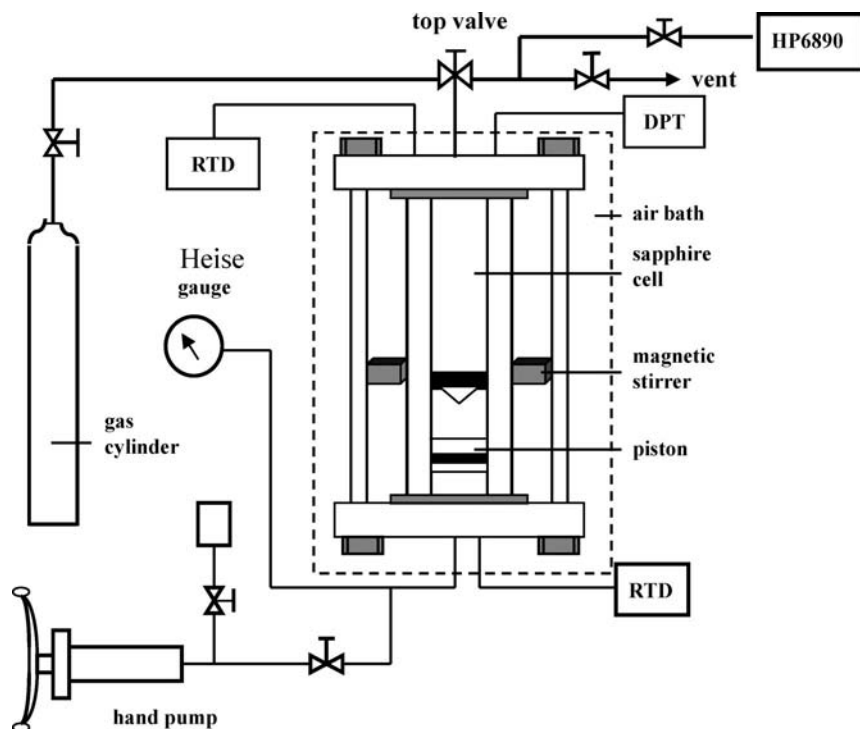 top valve
HP6890
vent
RTD
DPT
air bath
sapphire
cell
Heise
gauge
magnetic
stirrer
gas
cylinder
piston
RTD
hand pump